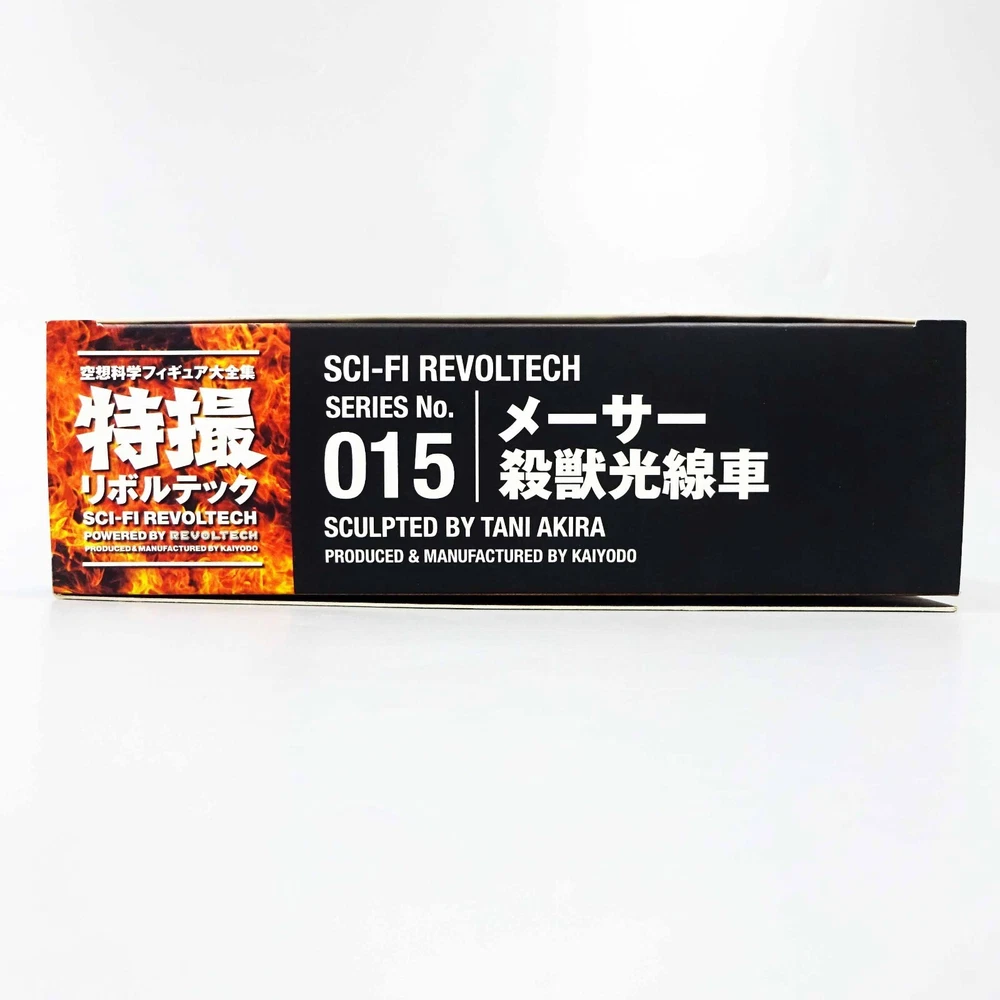 空想科学フィギュア大全集
特撮
リボルテック
SCI-FI REVOLTECH
POWERED BY REVOLTECH
PRODUCED & MANUFACTURED BY KAIYODO
SCI-FI REVOLTECH
SERIES No.
015
メーサー
殺獣光線車
SCULPTED BY TANI AKIRA
PRODUCED & MANUFACTURED BY KAIYODO